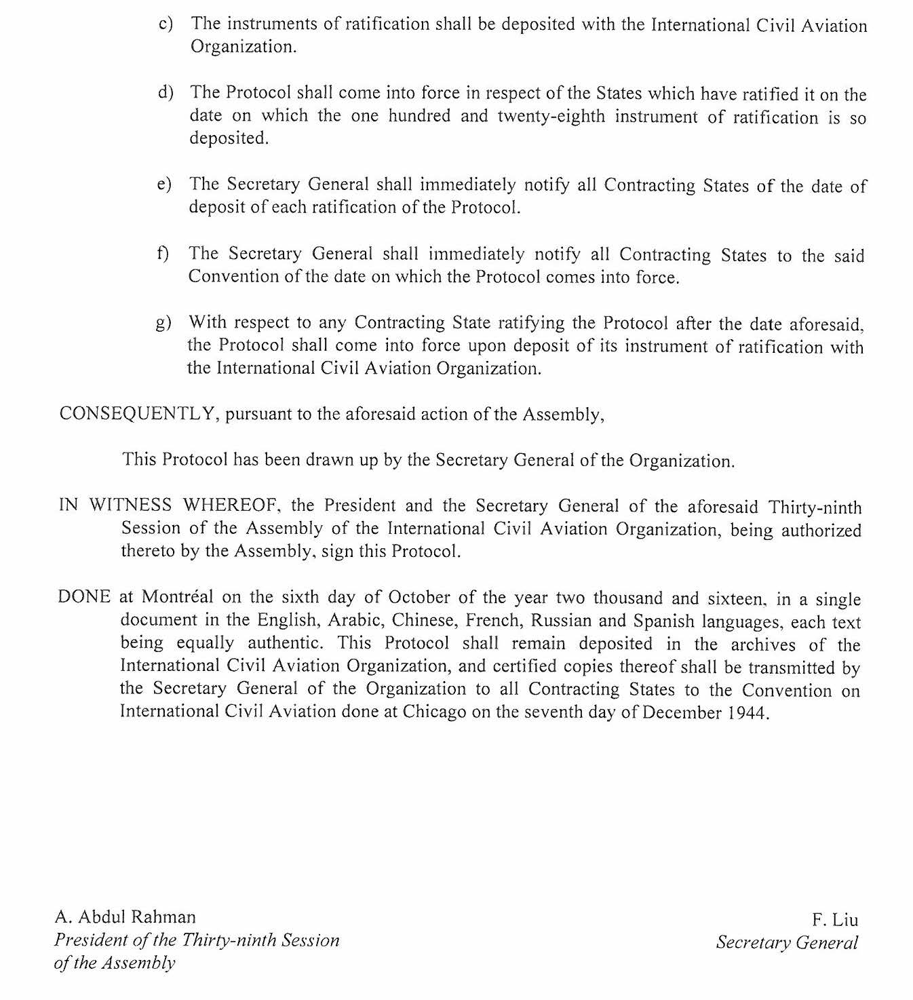 c) The instruments of ratification shall be deposited with the International Civil Aviation
Organization.
d) The Protocol shall come into force in respect of the States which have ratified it on the
date on which the one hundred and twenty-eighth instrument of ratification is so
deposited.
e) The Secretary General shall immediately notify all Contracting States of the date of
deposit of each ratification of the Protocol.
f) The Secretary General shall immediately notify all Contracting States to the said
Convention of the date on which the Protocol comes into force.
g) With respect to any Contracting State ratifying the Protocol after the date aforesaid,
the Protocol shall come into force upon deposit of its instrument of ratification with
the International Civil Aviation Organization.
CONSEQUENTLY, pursuant to the aforesaid action of the Assembly,
This Protocol has been drawn up by the Secretary General of the Organization.
IN WITNESS WHEREOF, the President and the Secretary General of the aforesaid Thirty-ninth
Session of the Assembly of the International Civil Aviation Organization, being authorized
thereto by the Assembly, sign this Protocol.
DONE at Montréal on the sixth day of October of the year two thousand and sixteen, in a single
document in the English, Arabic, Chinese, French, Russian and Spanish languages, each text
being equally authentic. This Protocol shall remain deposited in the archives of the
International Civil Aviation Organization, and certified copies thereof shall be transmitted by
the Secretary General of the Organization to all Contracting States to the Convention on
International Civil Aviation done at Chicago on the seventh day of December 1944.
A. Abdul Rahman
President of the Thirty-ninth Session
of the Assembly
F. Liu
Secretary General